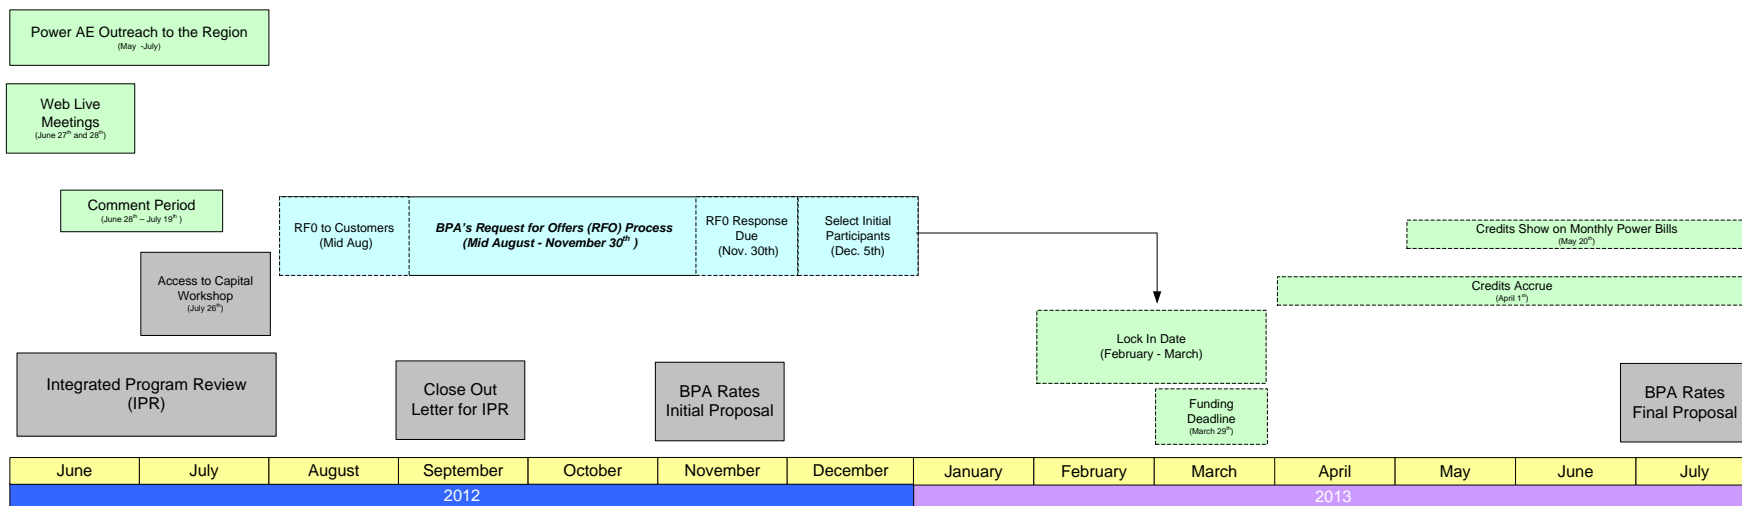 Power AE Outreach to the Region
(May -July)
Web Live
Meetings
(June 27th and 28th)
Comment Period
(June 28th – July 19th )
RF0 to Customers
(Mid Aug)
BPA's Request for Offers (RFO) Process
(Mid August - November 30th )
RF0 Response
Due
(Nov. 30th)
Select Initial
Participants
(Dec. 5th)
Credits Show on Monthly Power Bills
(May 20th)
Access to Capital
Workshop
(July 26th)
Credits Accrue
(April 1st)
Lock In Date
(February - March)
Integrated Program Review
(IPR)
Close Out
Letter for IPR
BPA Rates
Initial Proposal
Funding
Deadline
(March 29th)
BPA Rates
Final Proposal
June July August September October November December January February March April May June July
2012 2013